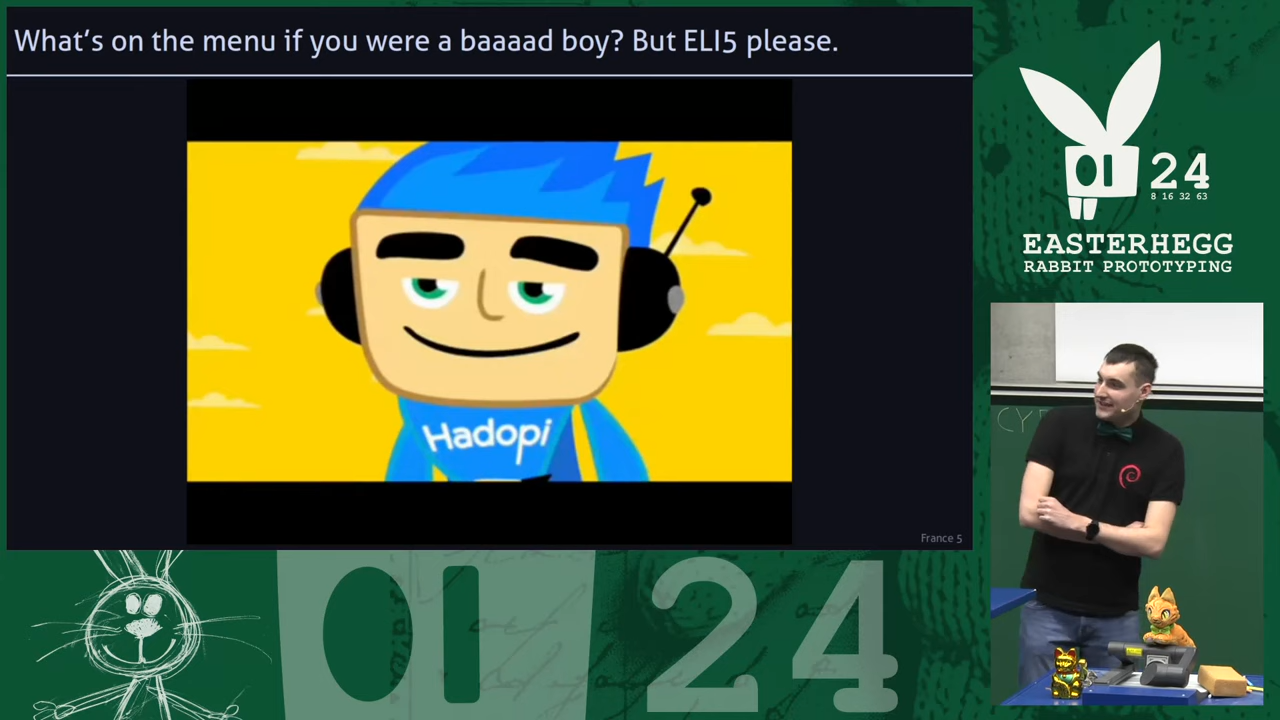 What's on the menu if you were a baaaad boy? But ELI5 please.
Hadopi
France 5
24
8 16 32 63
EASTERHEGG
RABBIT PROTOTYPING
CY
24